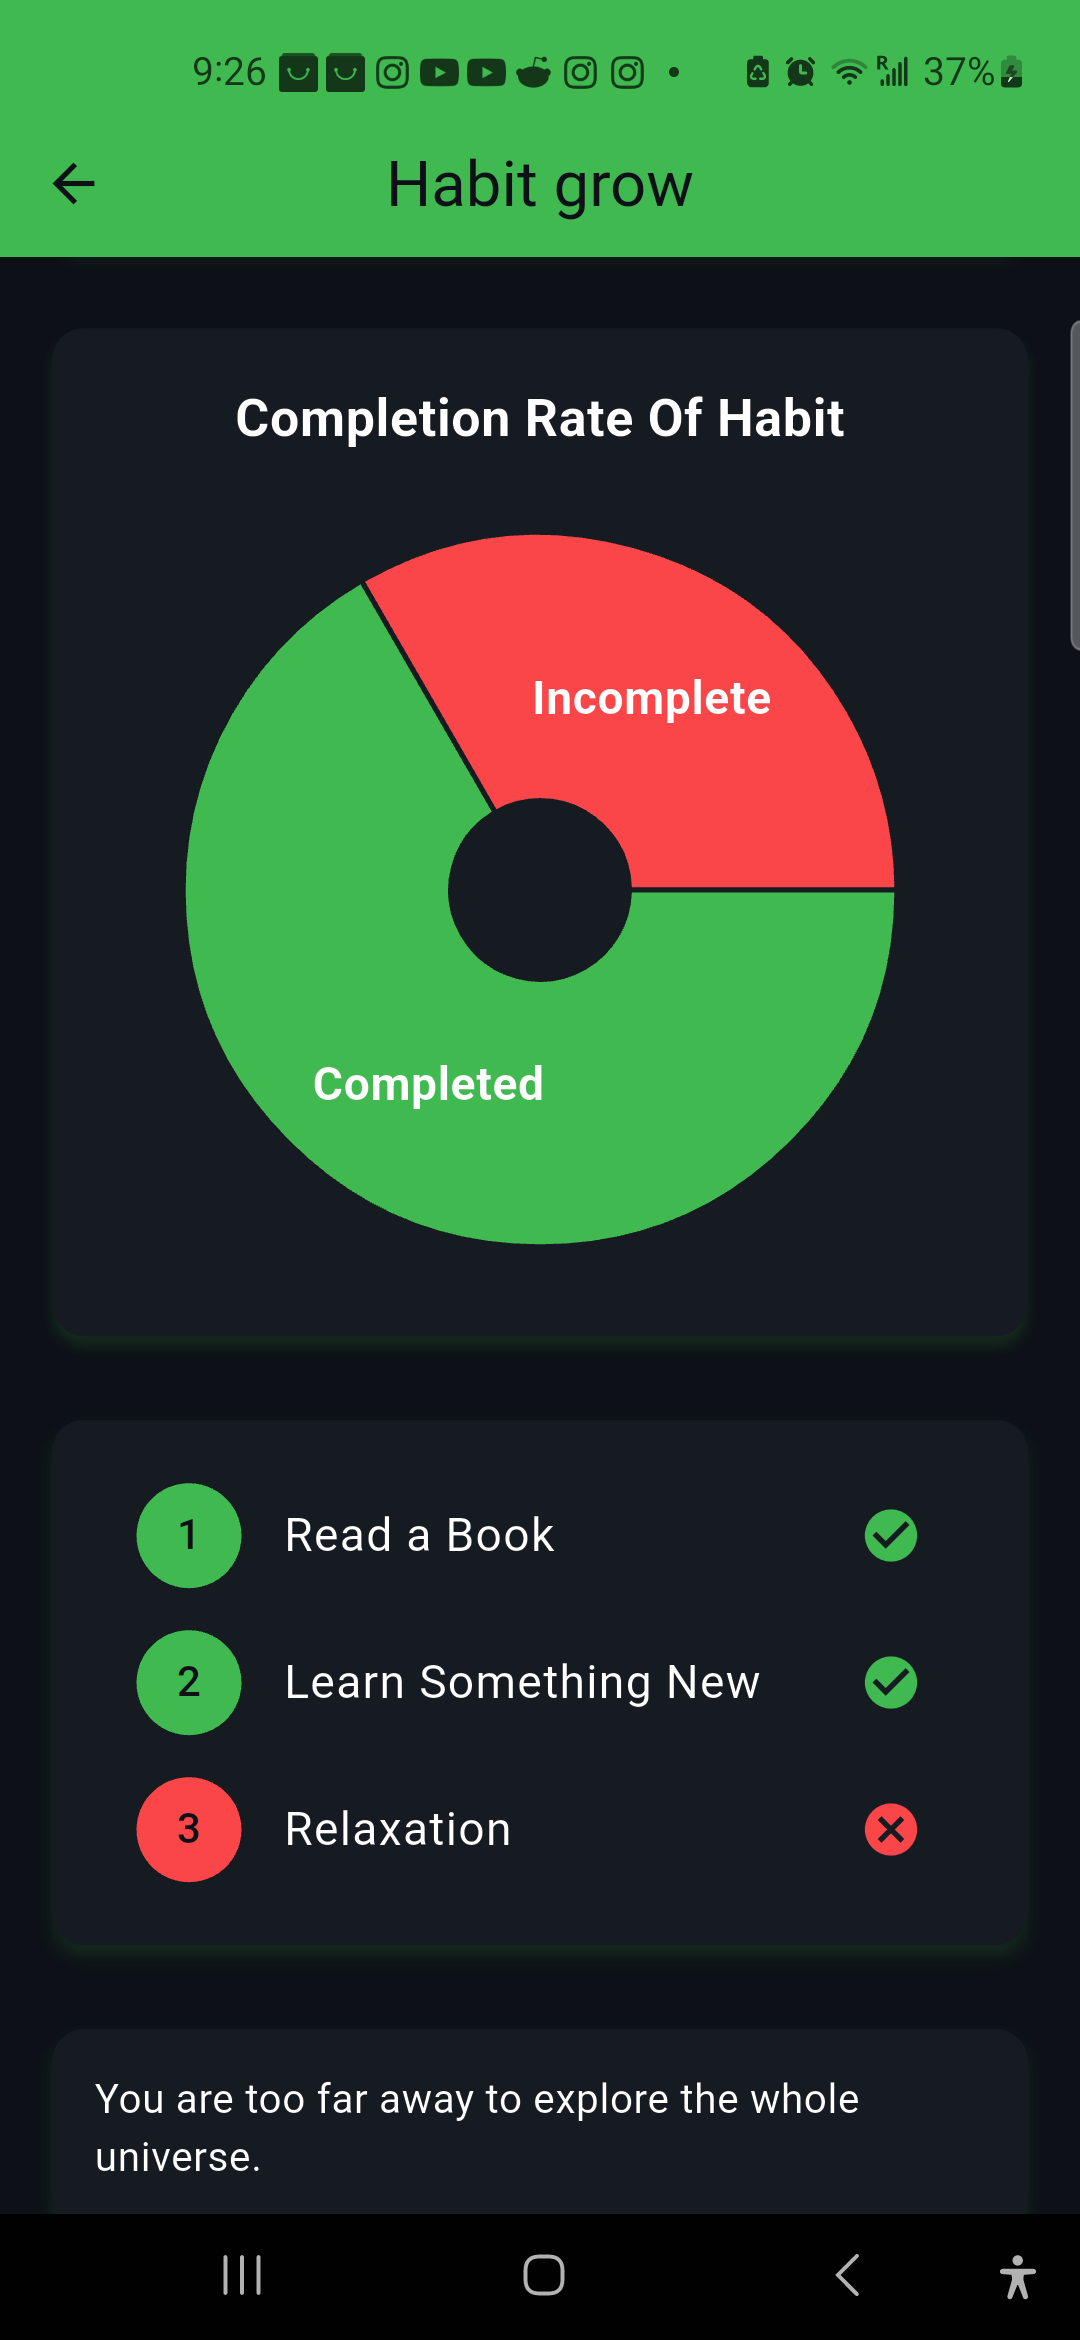 9:26
R
37%
Habit grow
Completion Rate Of Habit
Incomplete
Completed
1 Read a Book
2 Learn Something New
3 Relaxation
You are too far away to explore the whole
universe.